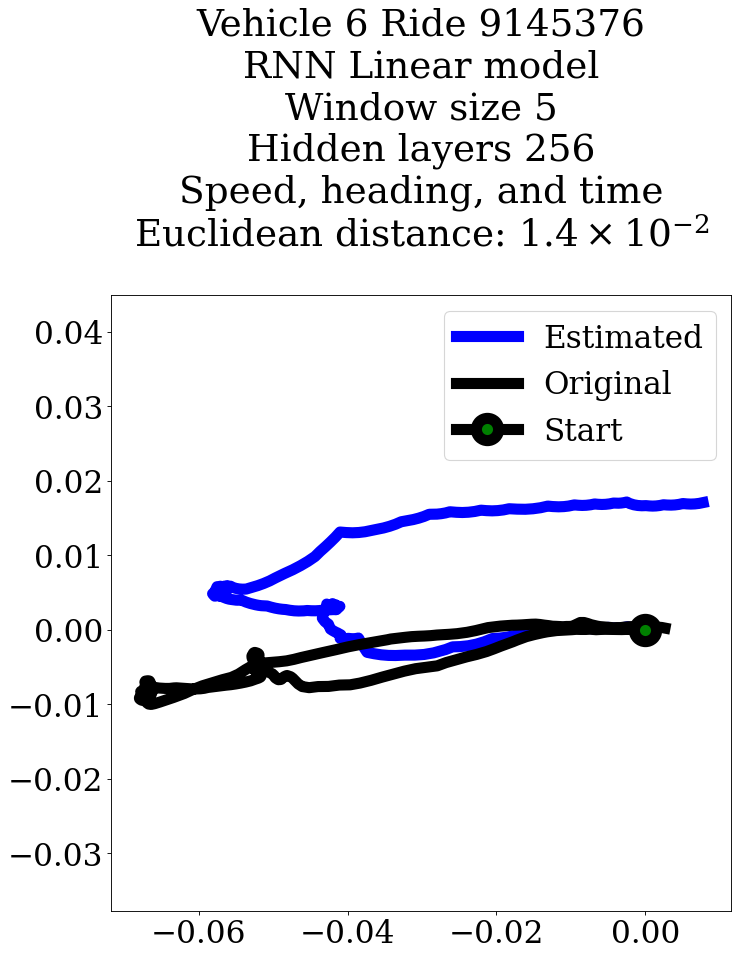 Vehicle 6 Ride 9145376
RNN Linear model
Window size 5
Hidden layers 256
Speed, heading, and time
Euclidean distance: 1.4 × 10⁻²
Estimated
Original
Start
0.04
0.03
0.02
0.01
0.00
−0.01
−0.02
−0.03
−0.06
−0.04
−0.02
0.00